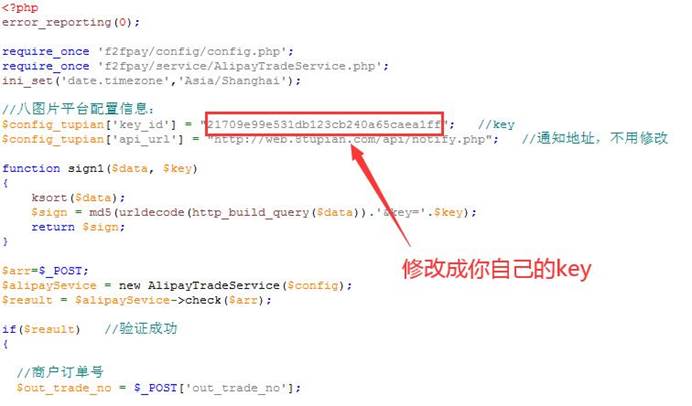 <?php
error_reporting(0);
require_once 'f2fpay/config/config.php';
require_once 'f2fpay/service/AlipayTradeService.php';
ini_set('date.timezone','Asia/Shanghai');
//八图片平台配置信息：
$config_tupian['key_id'] = "21709e99e531db123cb240a65caea1ff"; //key
$config_tupian['api_url'] = "http://web.8tupian.com/api/notify.php"; //通知地址，不用修改
function sign1($data, $key)
{
ksort($data);
$sign = md5(urldecode(http_build_query($data)).'&key='.$key);
return $sign;
}
修改成你自己的key
$arr=$_POST;
$alipaySevice = new AlipayTradeService($config);
$result = $alipaySevice->check($arr);
if($result) //验证成功
{
//商户订单号
$out_trade_no = $_POST['out_trade_no'];